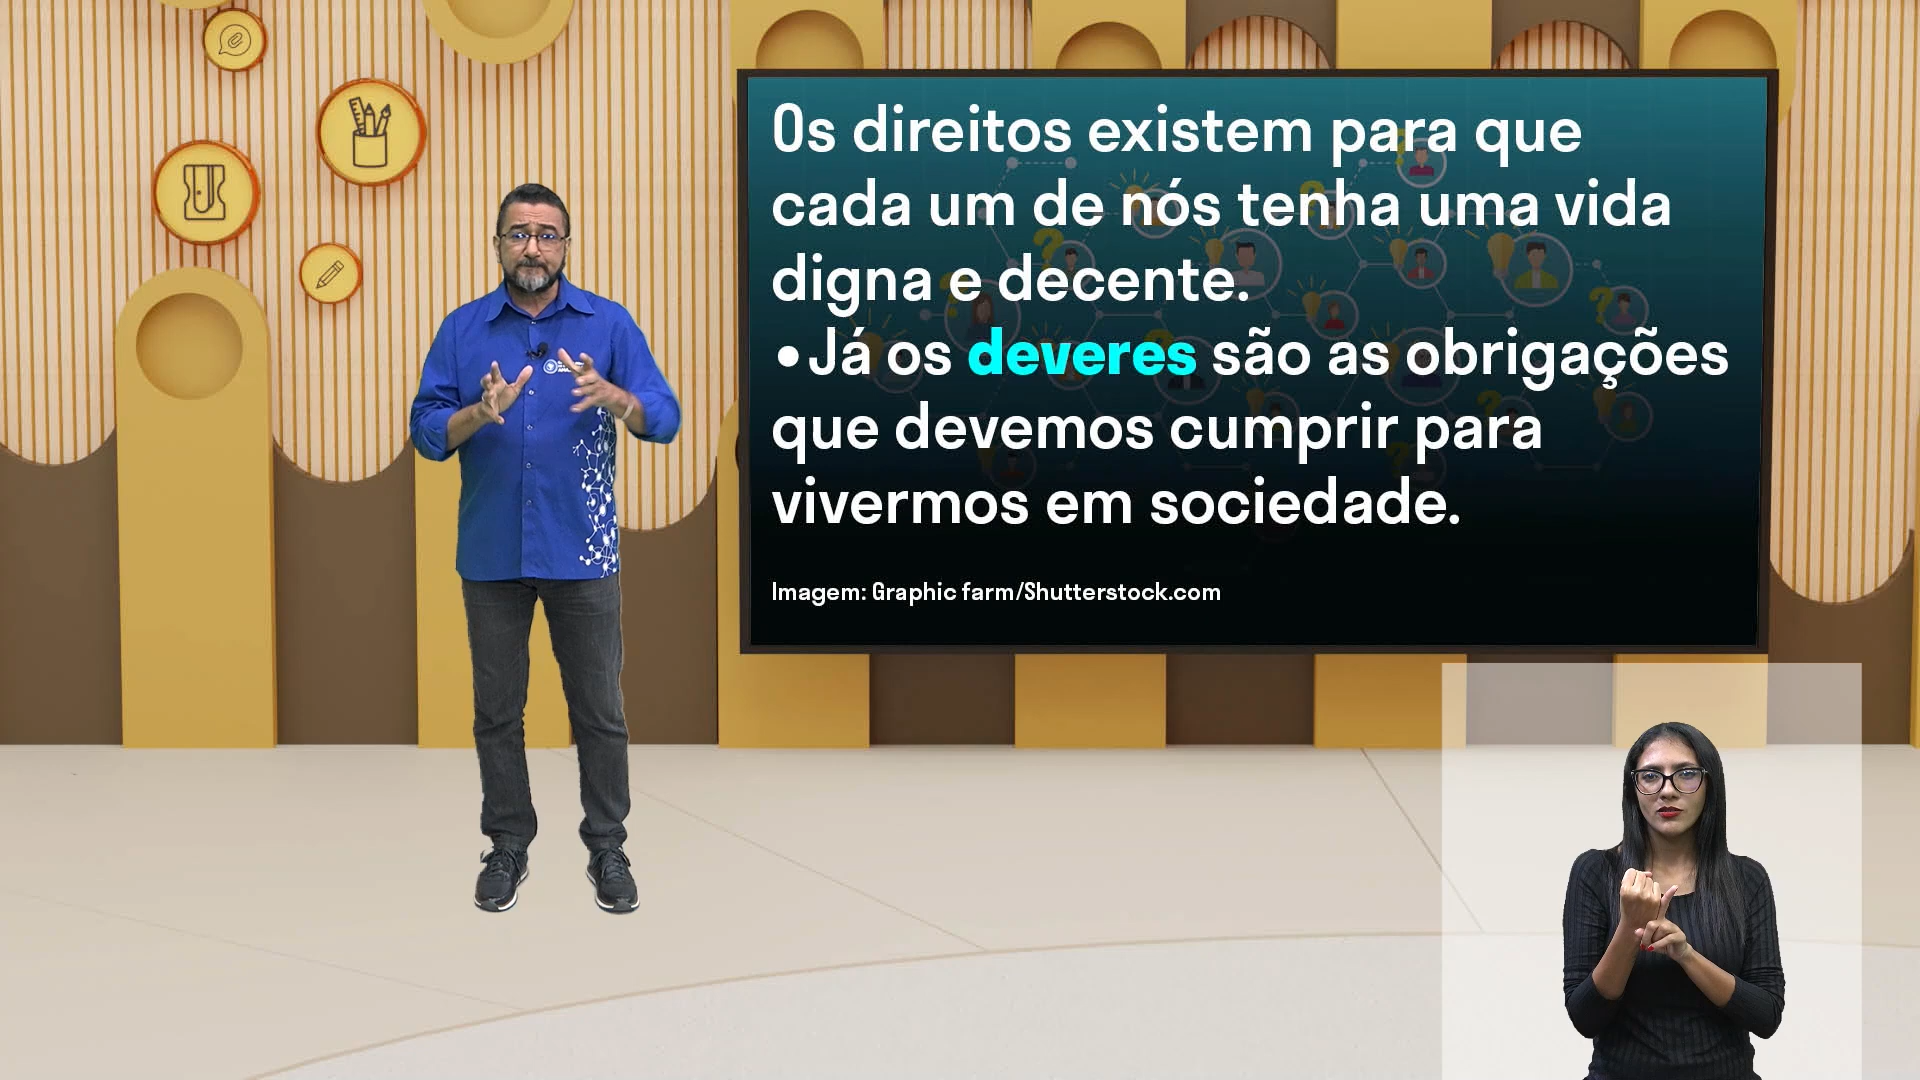 Os direitos existem para que
cada um de nós tenha uma vida
digna e decente.
•Já os deveres são as obrigações
que devemos cumprir para
vivermos em sociedade.
Imagem: Graphic farm/Shutterstock.com